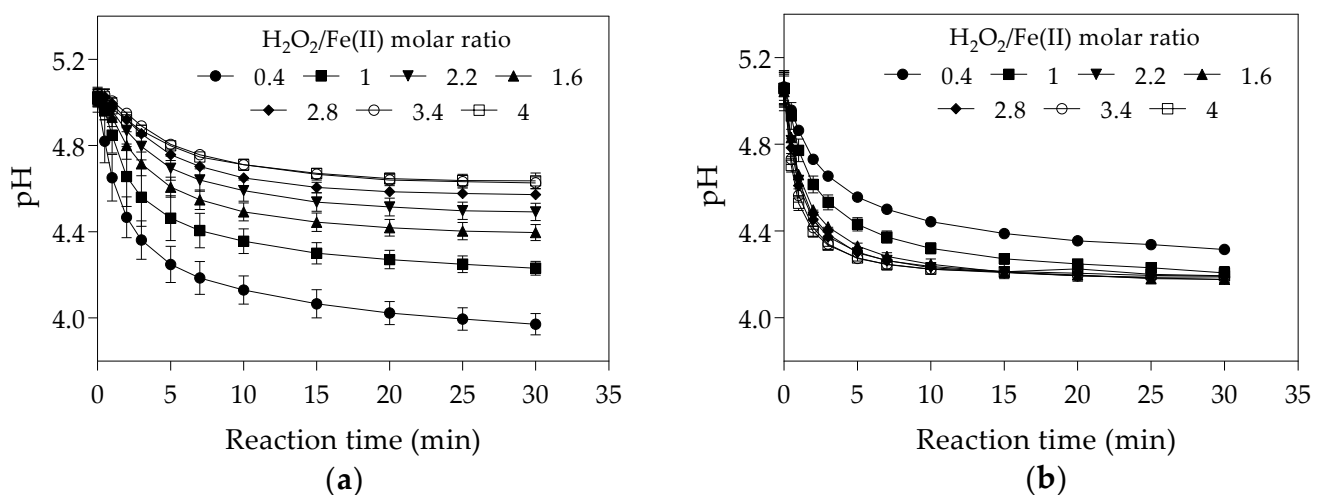 H₂O₂/Fe(II) molar ratio
0.4 1 2.2 1.6
2.8 3.4 4
5.2
4.8
4.4
4.0
pH
0 5 10 15 20 25 30 35
Reaction time (min)
(a)
H₂O₂/Fe(II) molar ratio
0.4 1 2.2 1.6
2.8 3.4 4
5.2
4.8
4.4
4.0
pH
0 5 10 15 20 25 30 35
Reaction time (min)
(b)